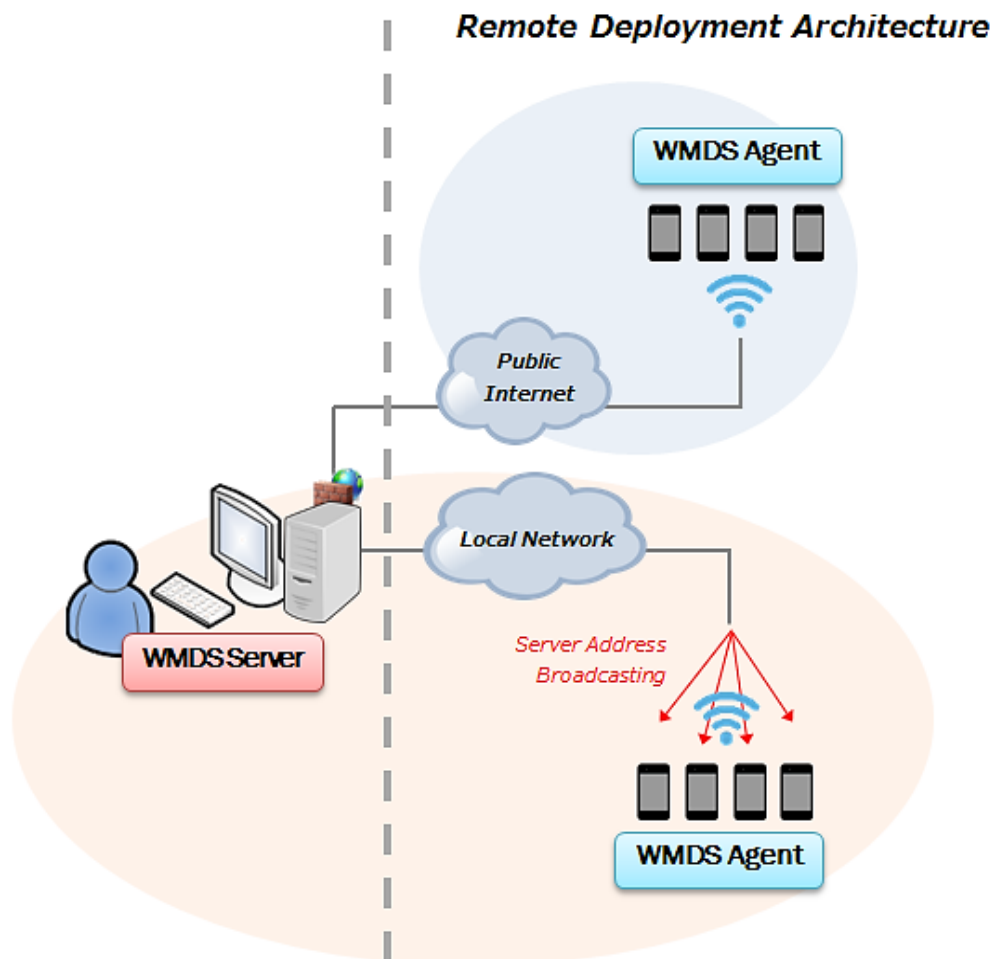 Remote Deployment Architecture
WMDS Agent
Public
Internet
Local Network
WMDS Server
Server Address
Broadcasting
WMDS Agent